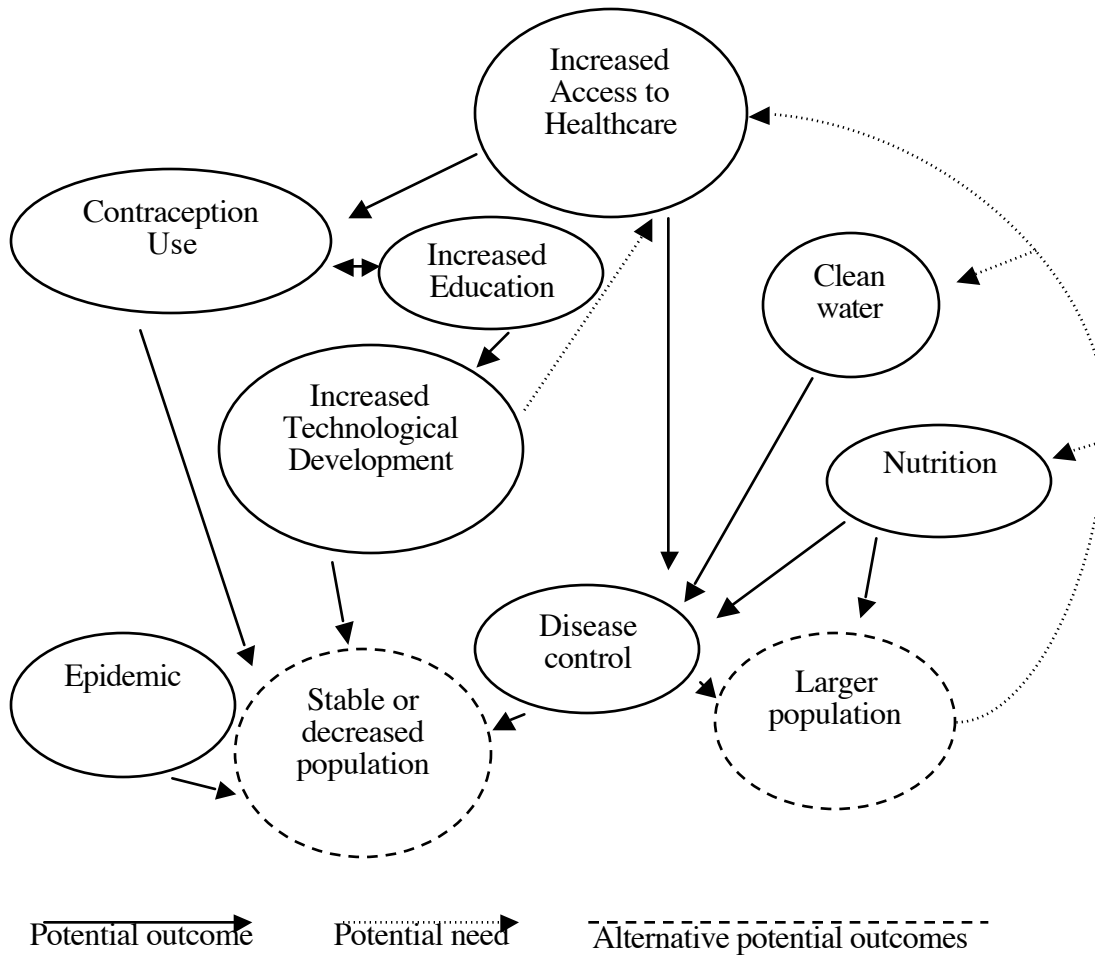 Increased
Access to
Healthcare
Contraception
Use
Increased
Education
Clean
water
Increased
Technological
Development
Nutrition
Disease
control
Epidemic
Stable or
decreased
population
Larger
population
Potential outcome
Potential need
Alternative potential outcomes